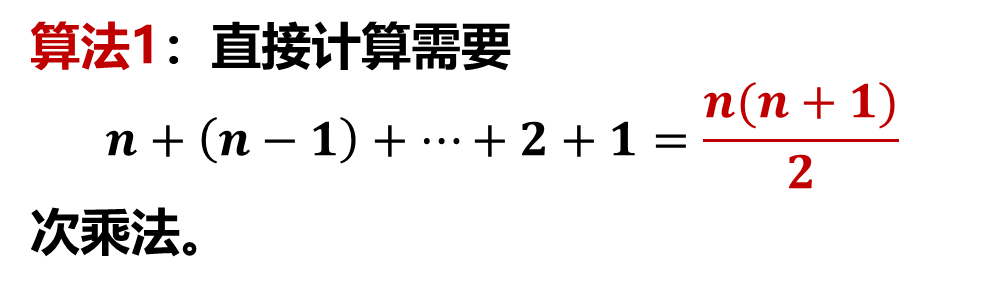 算法1：直接计算需要
n + (n − 1) + ⋯ + 2 + 1 = n(n + 1)/2
次乘法。